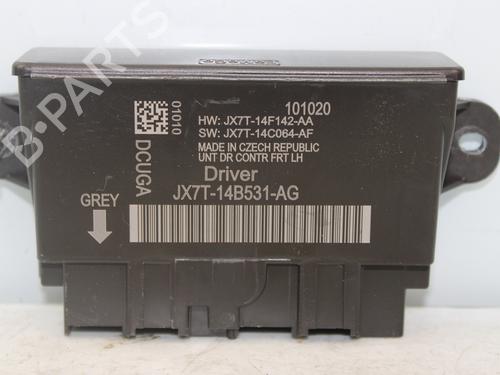 101020
01010
HW: JX7T-14F142-AA
SW: JX7T-14C064-AF
MADE IN CZECH REPUBLIC
UNT DR CONTR FRT LH
DCUGA
Driver
JX7T-14B531-AG
GREY
B-PARTS